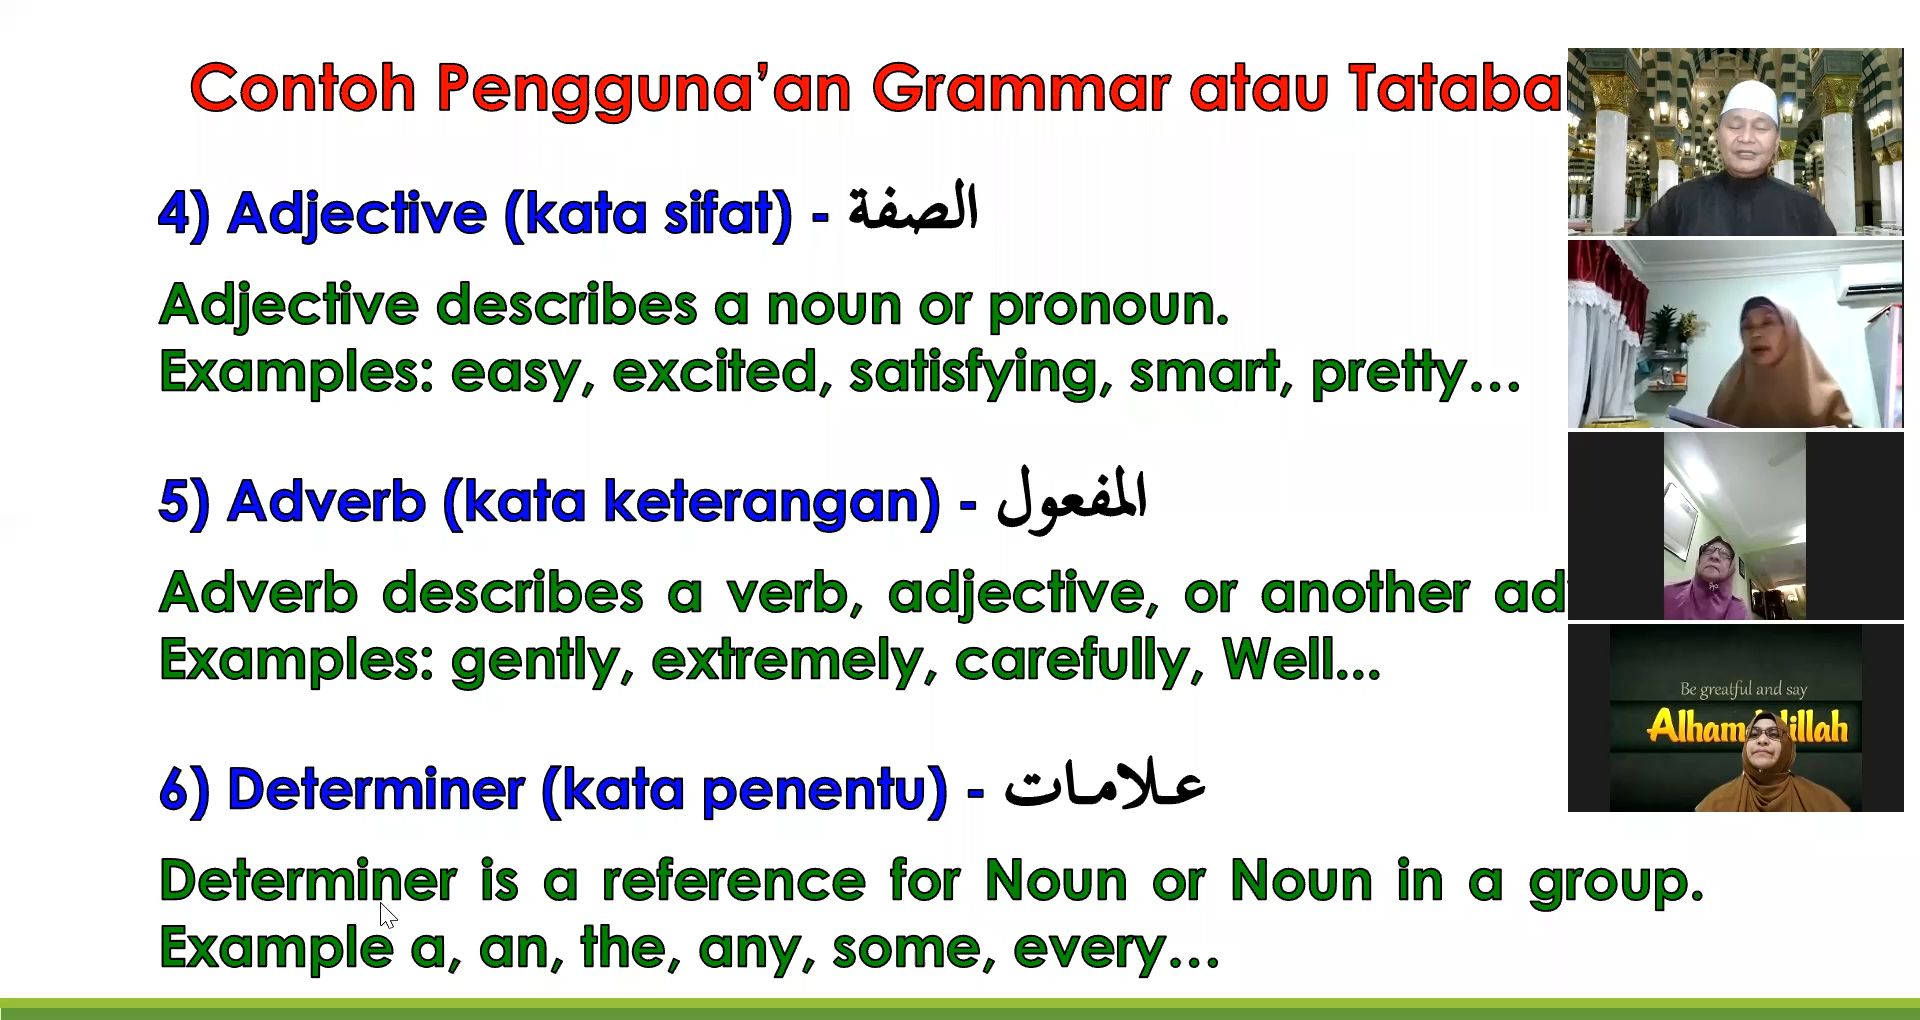 Contoh Pengguna’an Grammar atau Tataba
4) Adjective (kata sifat) - الصفة
Adjective describes a noun or pronoun.
Examples: easy, excited, satisfying, smart, pretty…
5) Adverb (kata keterangan) - المفعول
Adverb describes a verb, adjective, or another ad
Examples: gently, extremely, carefully, Well...
6) Determiner (kata penentu) - علامات
Determiner is a reference for Noun or Noun in a group.
Example a, an, the, any, some, every…
Be greatful and say